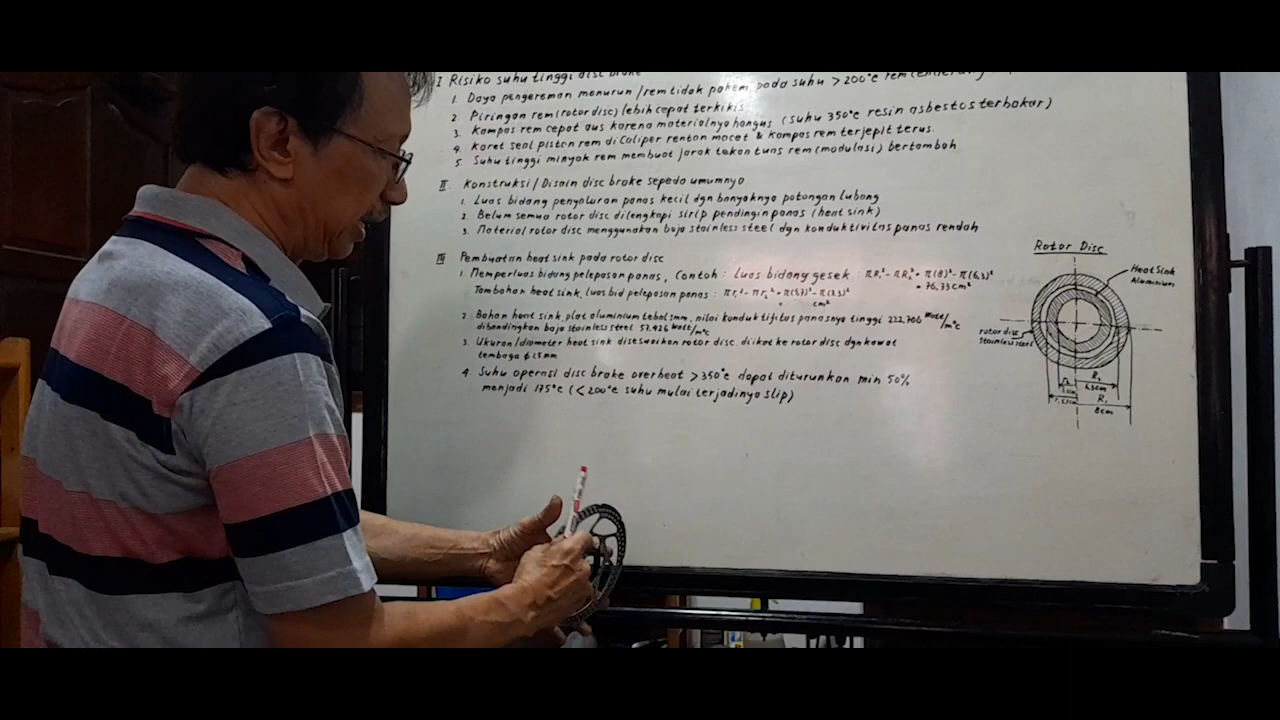 I Risiko suhu tinggi disc brake
1. Daya pengereman menurun /rem tidak pakem pada suhu > 200°c rem
2. Piringan rem (rotor disc) lebih cepat terkikis
3. Kampas rem cepat aus karena materialnya hangus (suhu 350°c resin asbestos terbakar)
4. Karet seal piston rem di Caliper rentan macet & kampas rem terjepit terus.
5. Suhu tinggi minyak rem membuat jarak tekan tuas rem (modulasi) bertambah
II. Konstruksi / Disain disc brake sepeda umumnya
1. Luas bidang penyaluran panas kecil dgn banyaknya potongan lubang
2. Belum semua rotor disc dilengkapi sirip pendingin panas (heat sink)
3. Material rotor disc menggunakan baja stainless steel dgn konduktivitas panas rendah
III Pembuatan heat sink pada rotor disc
1. Memperluas bidang pelepasan panas, Contoh : Luas bidang gesek : πR₁² - πR₂² = π(8)² - π(6,3)²
= 76,33 cm²
Tambahan heat sink, luas bid pelepasan panas : πr₁² - πr₂² =
= cm²
2. Bahan heat sink, plat aluminium tebal 1mm, nilai konduktifitas panasnya tinggi 222,706 Watt/m°c
dibandingkan baja stainless steel 57,426 Watt/m°c
3. Ukuran/diameter heat sink disesuaikan rotor disc. diikat ke rotor disc dgn kawat
tembaga ϕ 1,5 mm
4. Suhu operasi disc brake overheat > 350°c dapat diturunkan min 50%
menjadi 175°c (< 200°c suhu mulai terjadinya slip)
Rotor Disc
Heat Sink
Aluminium
rotor disc
stainless steel
R₂
6,3cm
R₁
8cm